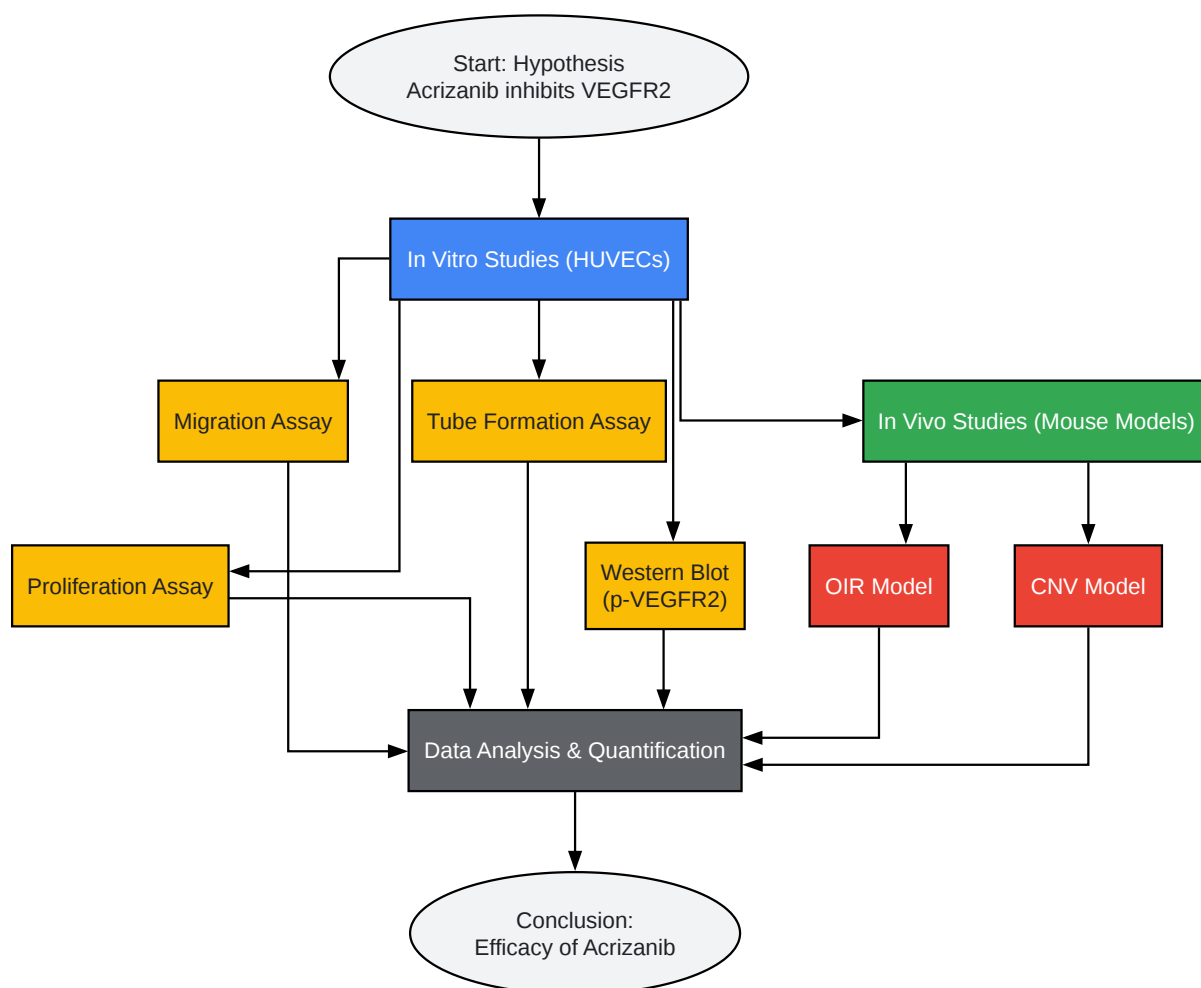 Start: Hypothesis
Acrizanib inhibits VEGFR2
In Vitro Studies (HUVECs)
Migration Assay
Tube Formation Assay
In Vivo Studies (Mouse Models)
Proliferation Assay
Western Blot
(p-VEGFR2)
OIR Model
CNV Model
Data Analysis & Quantification
Conclusion:
Efficacy of Acrizanib